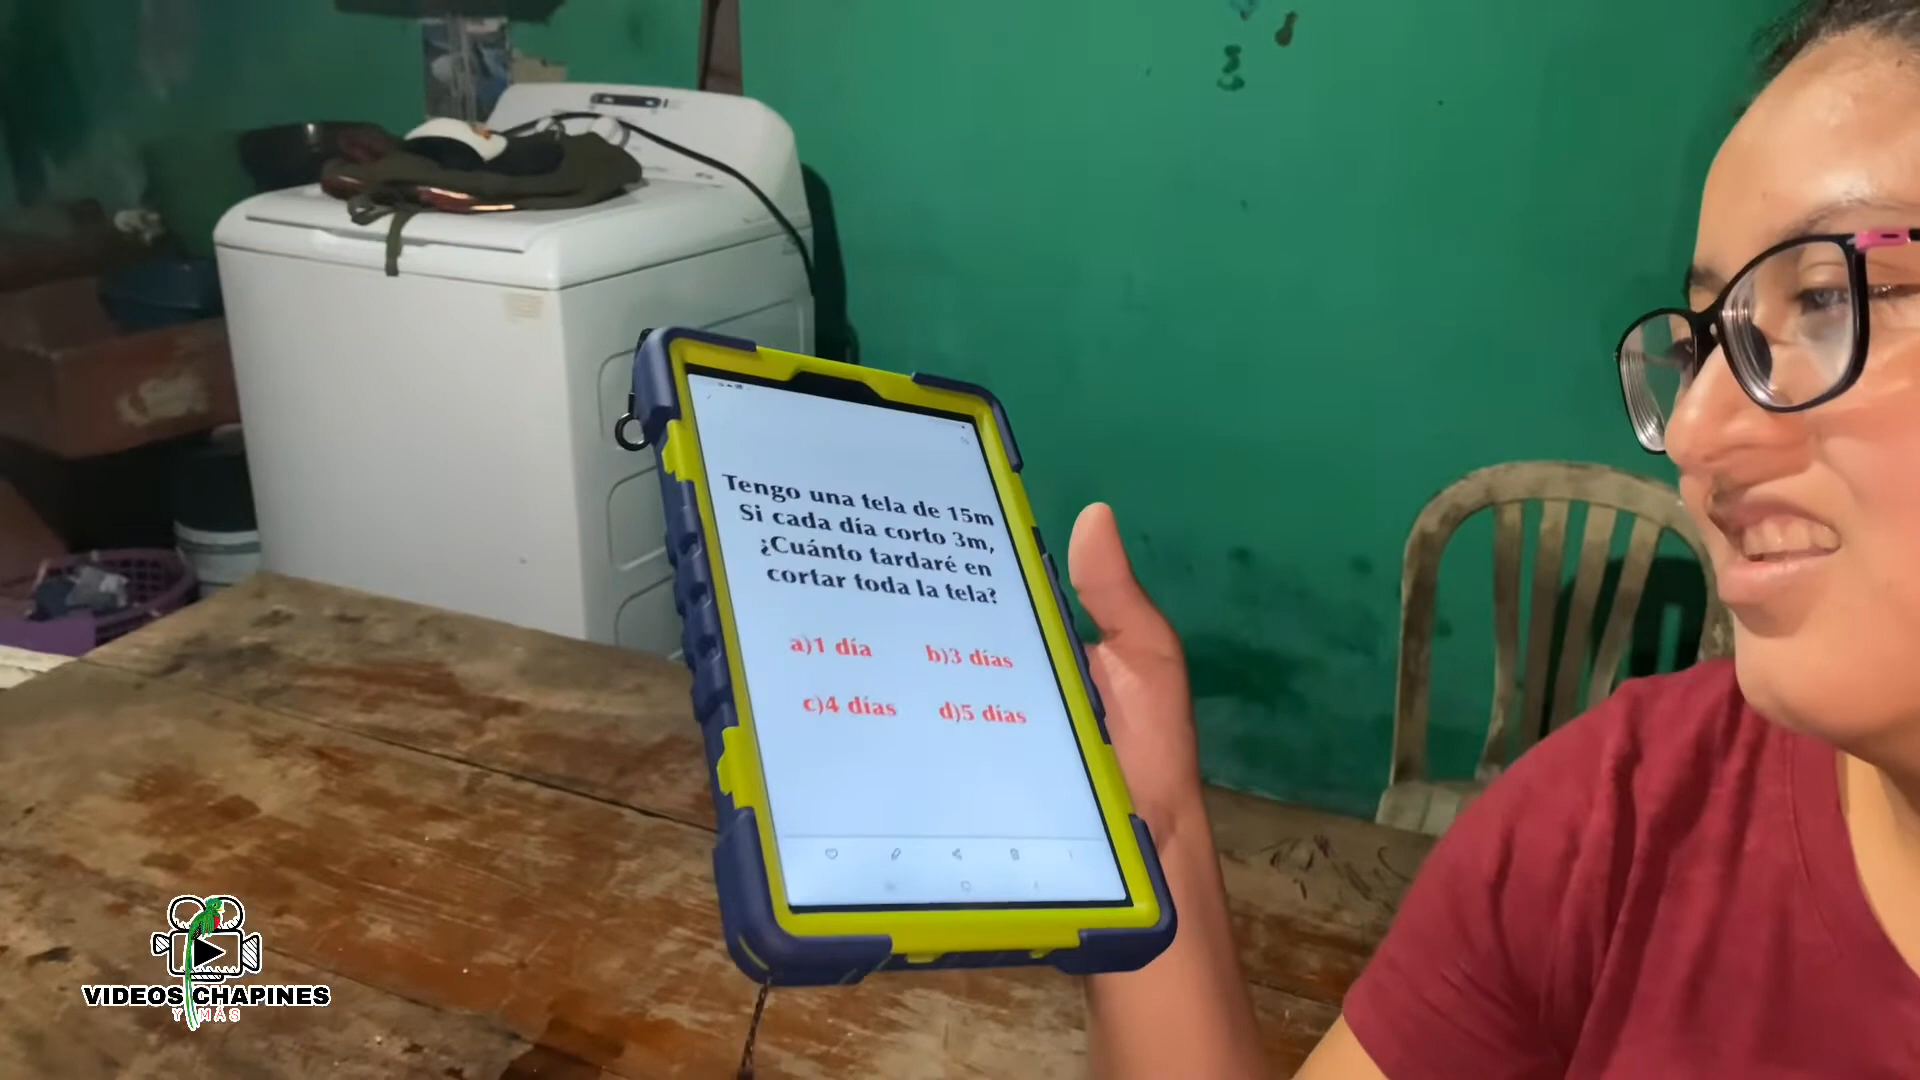 Tengo una tela de 15m
Si cada día corto 3m,
¿Cuánto tardaré en
cortar toda la tela?
a)1 día b)3 días
c)4 días d)5 días
VIDEOS CHAPINES
Y MÁS